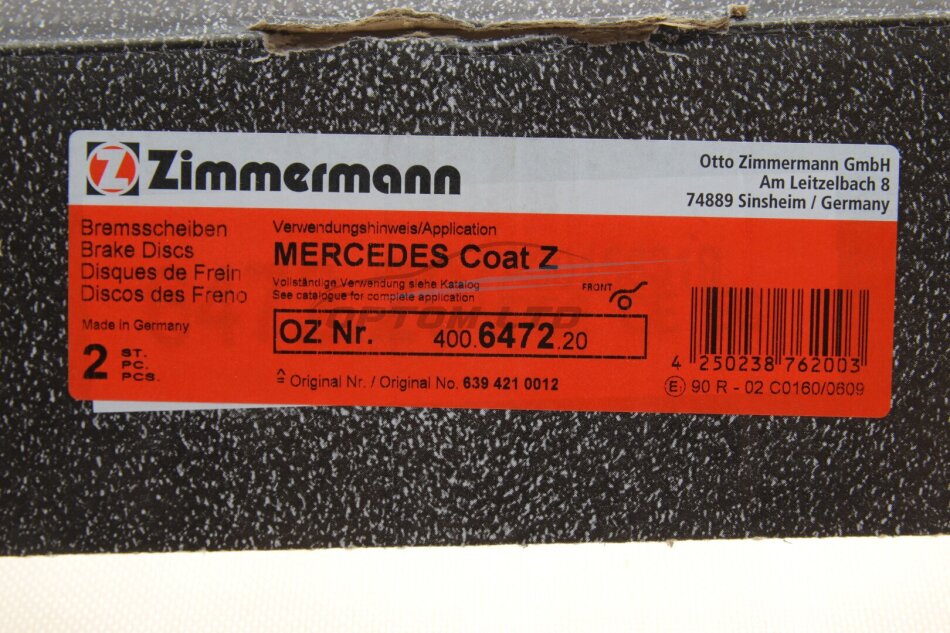 Z Zimmermann
Otto Zimmermann GmbH
Am Leitzelbach 8
74889 Sinsheim / Germany
Bremsscheiben
Brake Discs
Disques de Frein
Discos des Freno
Made in Germany
2 ST.
PC.
PCS.
Verwendungshinweis/Application
MERCEDES Coat Z
Vollständige Verwendung siehe Katalog
See catalogue for complete application
FRONT
OZ Nr. 400.6472.20
≙ Original Nr. / Original No. 639 421 0012
4 250238 762003
E1 90 R - 02 C0160/0609
OPTOM LTD